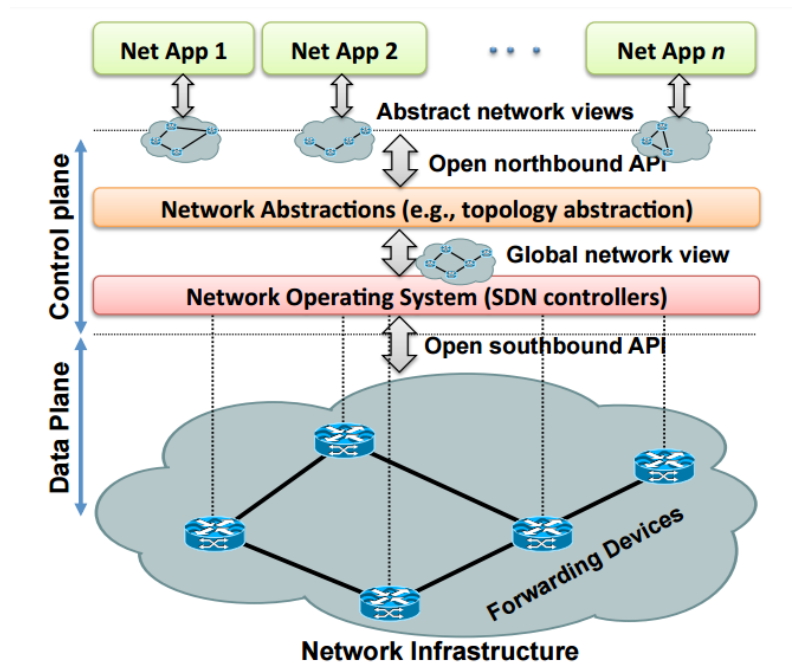 Net App 1
Net App 2
Net App n
Abstract network views
Open northbound API
Control plane
Network Abstractions (e.g., topology abstraction)
Global network view
Network Operating System (SDN controllers)
Open southbound API
Data Plane
Forwarding Devices
Network Infrastructure